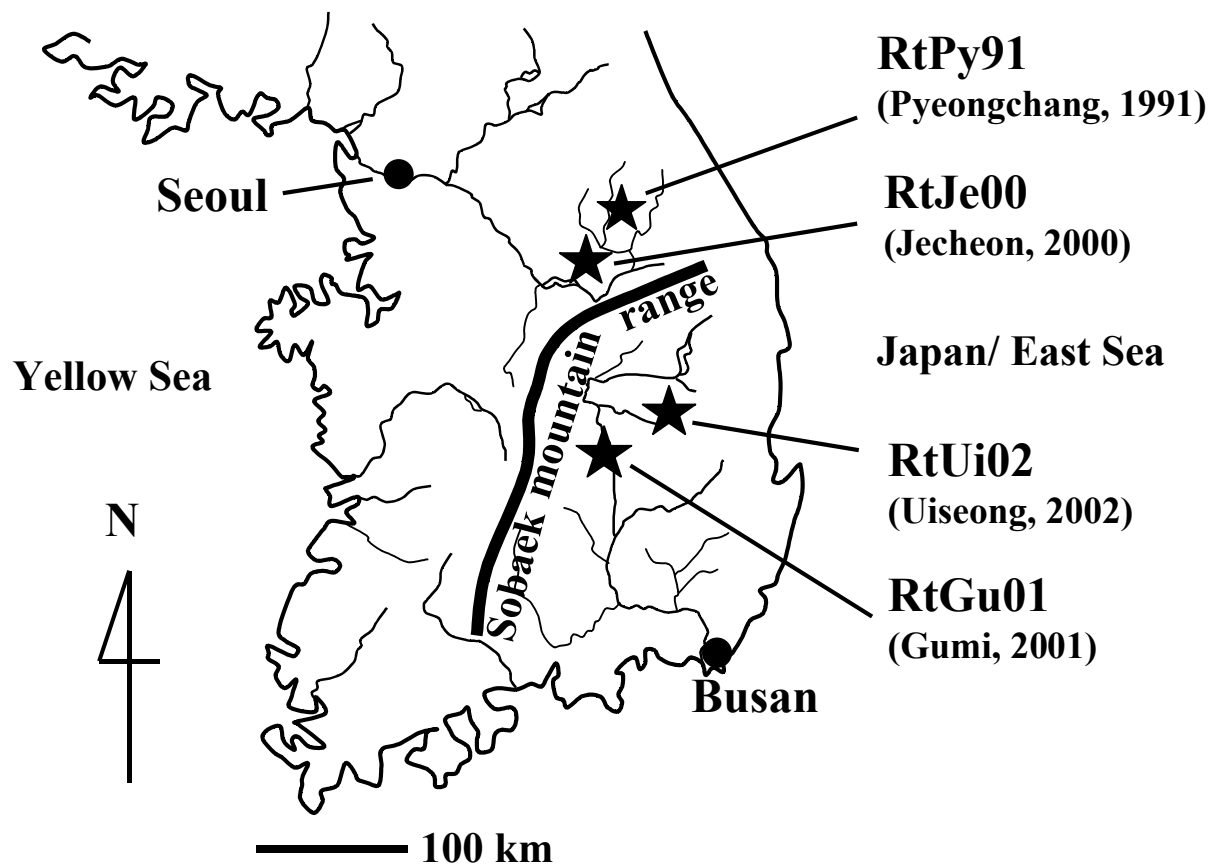 RtPy91
(Pyeongchang, 1991)
Seoul
RtJe00
(Jecheon, 2000)
Sobaek mountain range
Yellow Sea
Japan/ East Sea
RtUi02
(Uiseong, 2002)
N
RtGu01
(Gumi, 2001)
Busan
100 km